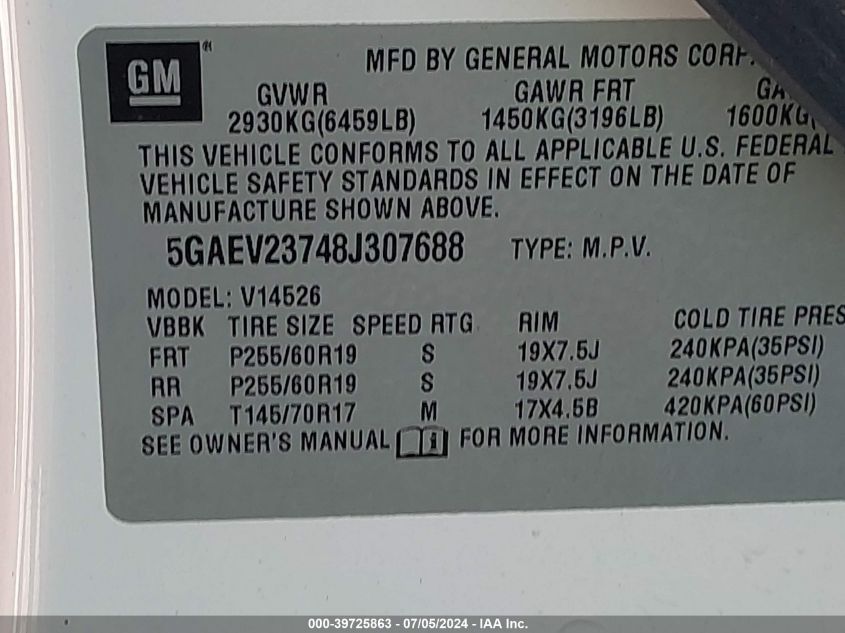 GM
MFD BY GENERAL MOTORS CORP.
GVWR GAWR FRT
2930KG(6459LB) 1450KG(3196LB) 1600KG(
THIS VEHICLE CONFORMS TO ALL APPLICABLE U.S. FEDERAL
VEHICLE SAFETY STANDARDS IN EFFECT ON THE DATE OF
MANUFACTURE SHOWN ABOVE.
5GAEV23748J307688 TYPE: M.P.V.
MODEL: V14526
VBBK TIRE SIZE SPEED RTG RIM COLD TIRE PRES
FRT P255/60R19 S 19X7.5J 240KPA(35PSI)
RR P255/60R19 S 19X7.5J 240KPA(35PSI)
SPA T145/70R17 M 17X4.5B 420KPA(60PSI)
SEE OWNER'S MANUAL i FOR MORE INFORMATION.
000-39725863 - 07/05/2024 - IAA Inc.